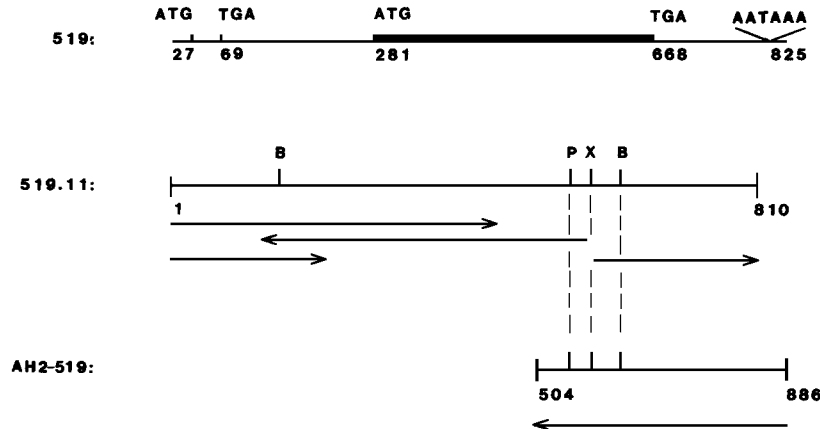 ATG TGA ATG TGA AATAAA
519:
27 69 281 668 825
B P X B
519.11:
1 810
AH2-519:
504 886